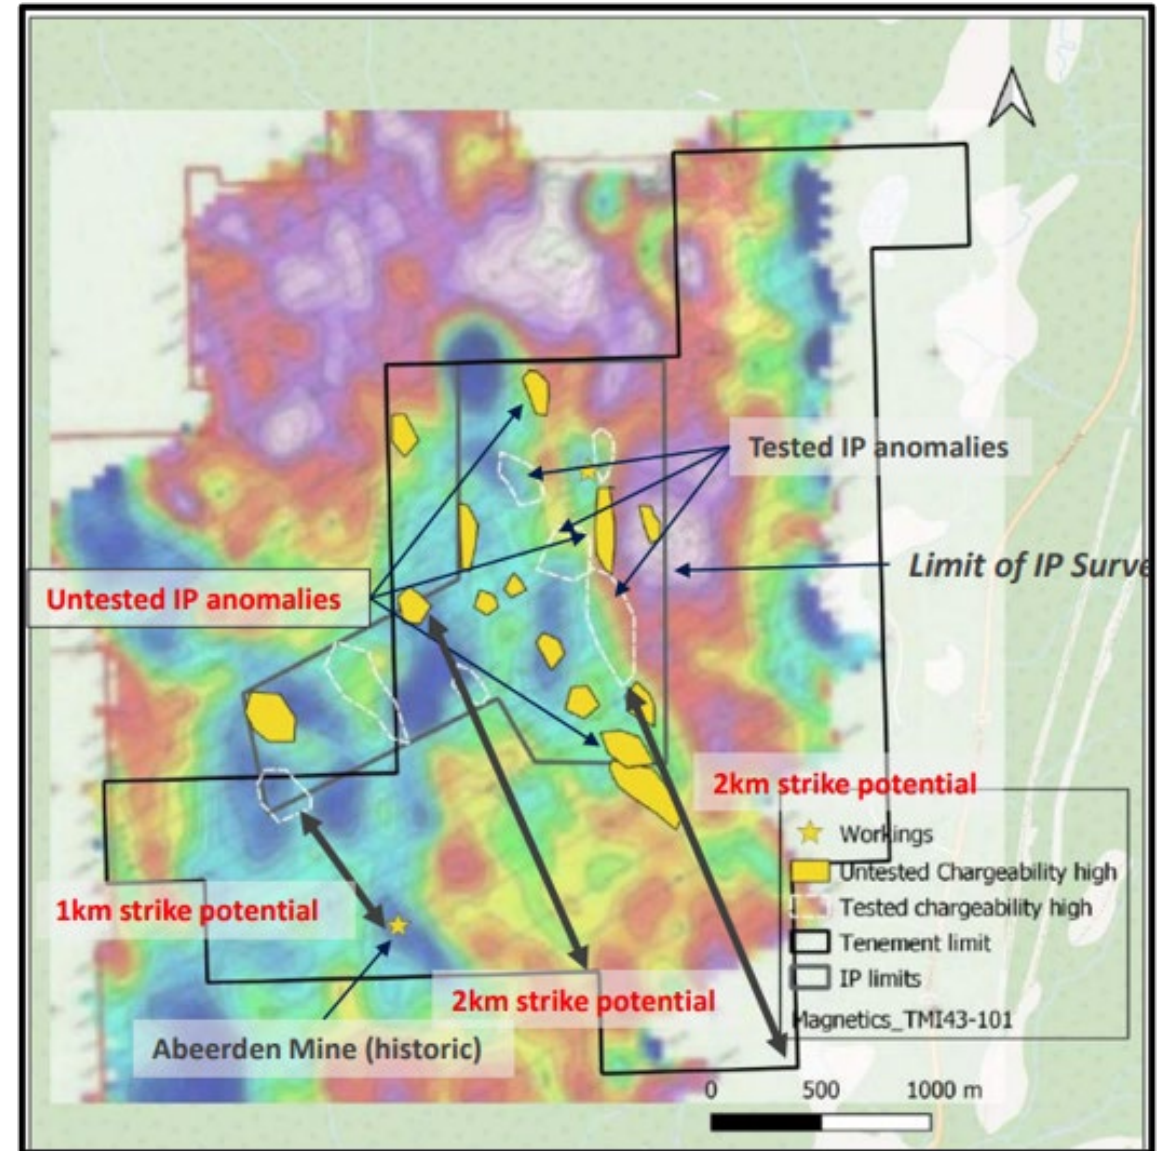 Tested IP anomalies
Limit of IP Surve
Untested IP anomalies
2km strike potential
Workings
Untested Chargeability high
Tested chargeability high
Tenement limit
IP limits
Magnetics_TMI43-101
1km strike potential
2km strike potential
Abeerden Mine (historic)
0 500 1000 m